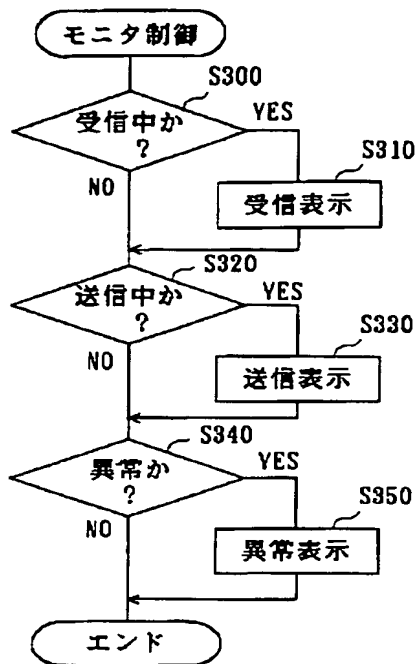 モニタ制御
S300
受信中か
?
YES
NO
S310
受信表示
S320
送信中か
?
YES
NO
S330
送信表示
S340
異常か
?
YES
NO
S350
異常表示
エンド